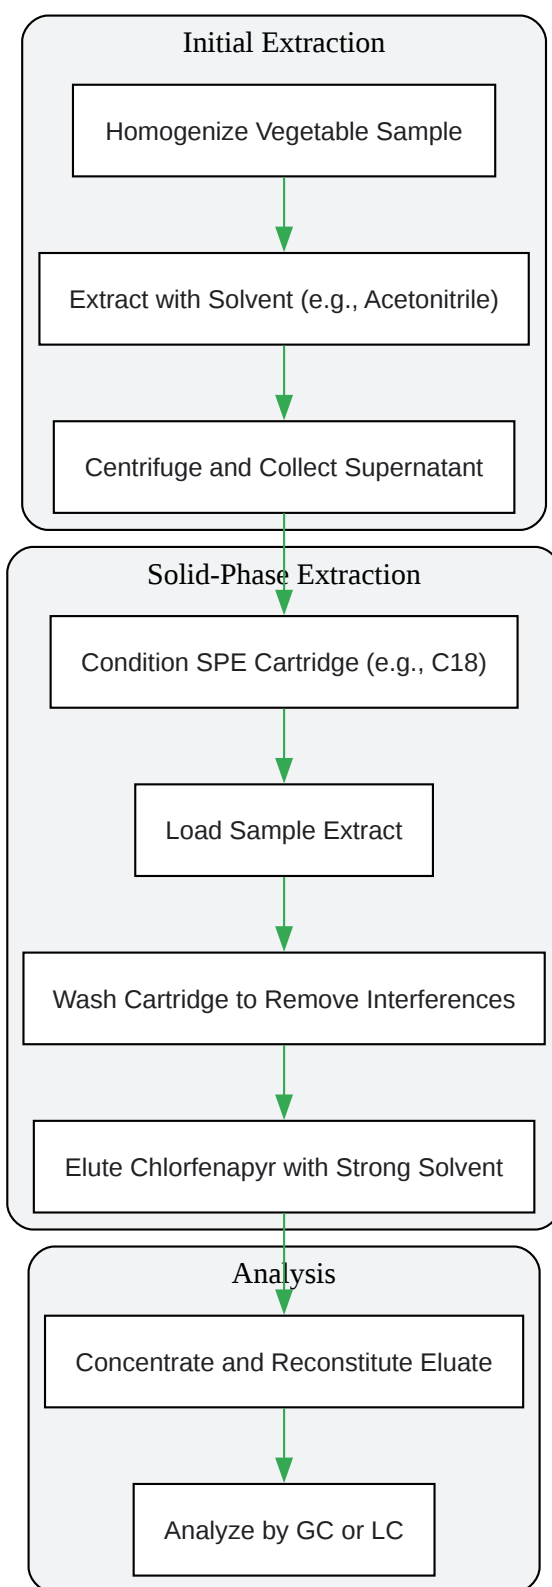 Initial Extraction
Homogenize Vegetable Sample
Extract with Solvent (e.g., Acetonitrile)
Centrifuge and Collect Supernatant
Solid-Phase Extraction
Condition SPE Cartridge (e.g., C18)
Load Sample Extract
Wash Cartridge to Remove Interferences
Elute Chlorfenapyr with Strong Solvent
Analysis
Concentrate and Reconstitute Eluate
Analyze by GC or LC